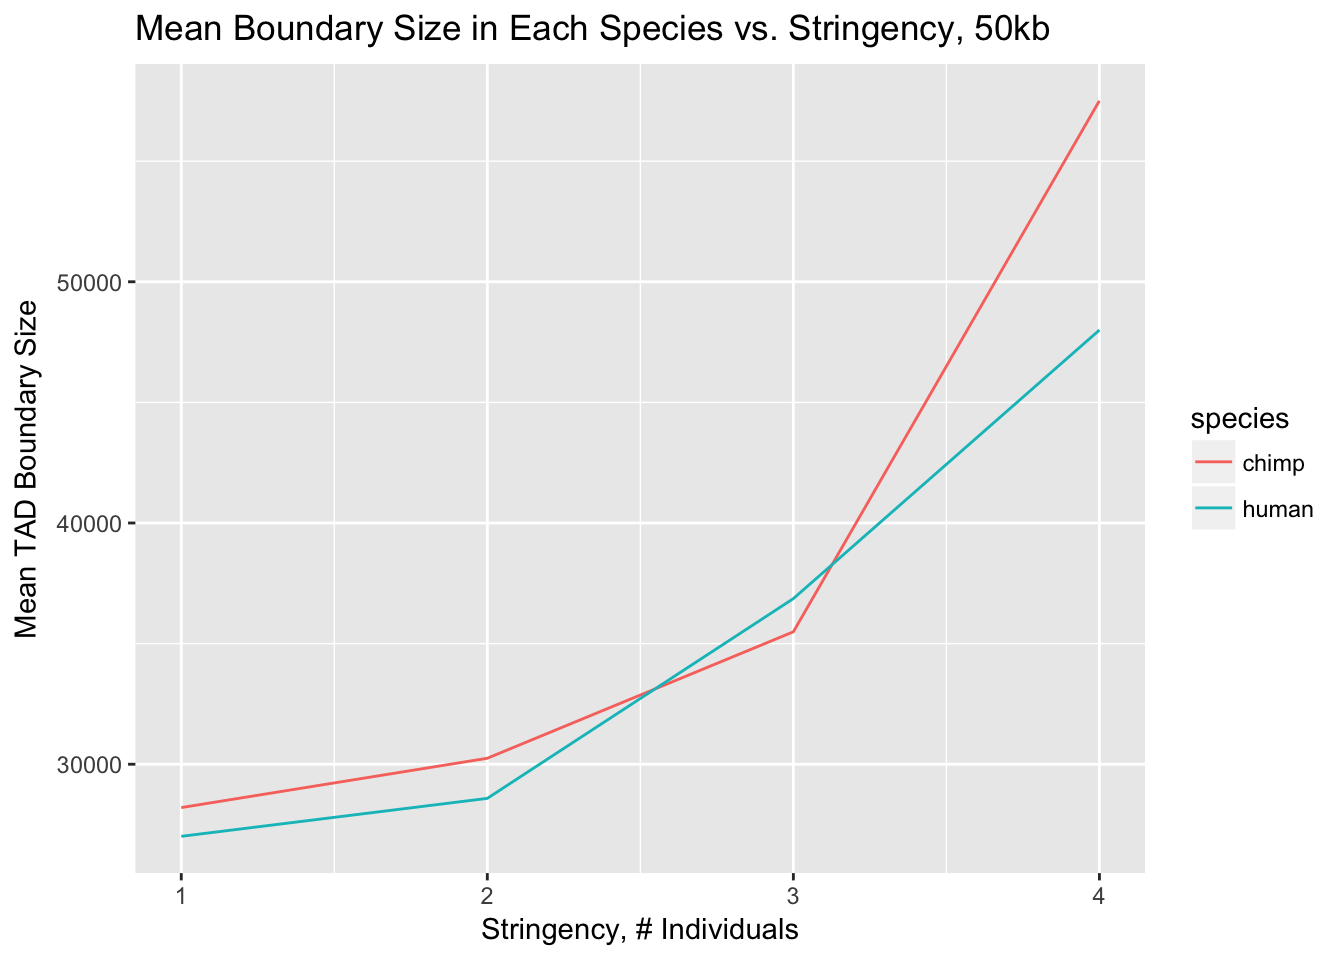 Mean Boundary Size in Each Species vs. Stringency, 50kb
Mean TAD Boundary Size
50000
40000
30000
1 2 3 4
Stringency, # Individuals
species
chimp
human